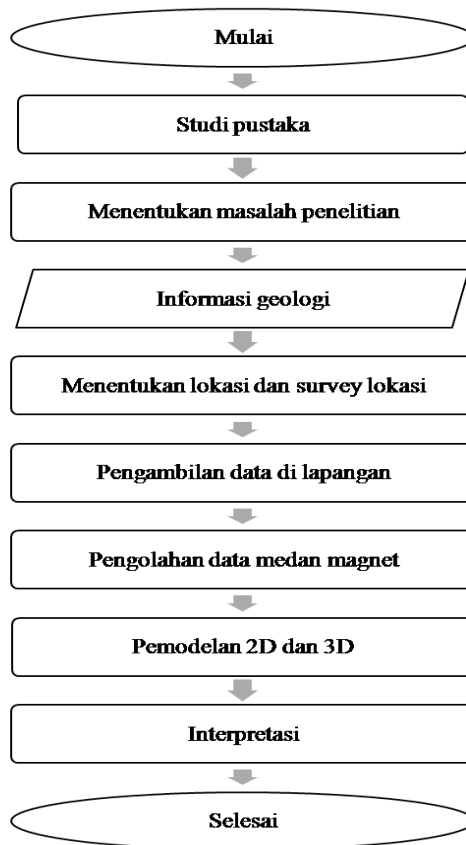 Mulai
Studi pustaka
Menentukan masalah penelitian
Informasi geologi
Menentukan lokasi dan survey lokasi
Pengambilan data di lapangan
Pengolahan data medan magnet
Pemodelan 2D dan 3D
Interpretasi
Selesai